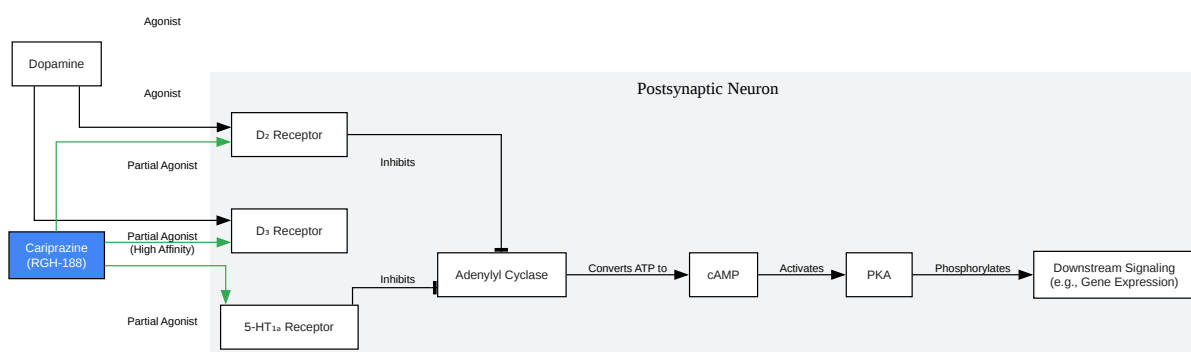 Agonist
Dopamine
Agonist
Postsynaptic Neuron
D₂ Receptor
Inhibits
Partial Agonist
D₃ Receptor
Partial Agonist
(High Affinity)
Cariprazine
(RGH-188)
Inhibits
Adenylyl Cyclase
Converts ATP to
cAMP
Activates
PKA
Phosphorylates
Downstream Signaling
(e.g., Gene Expression)
Partial Agonist
5-HT₁ₐ Receptor